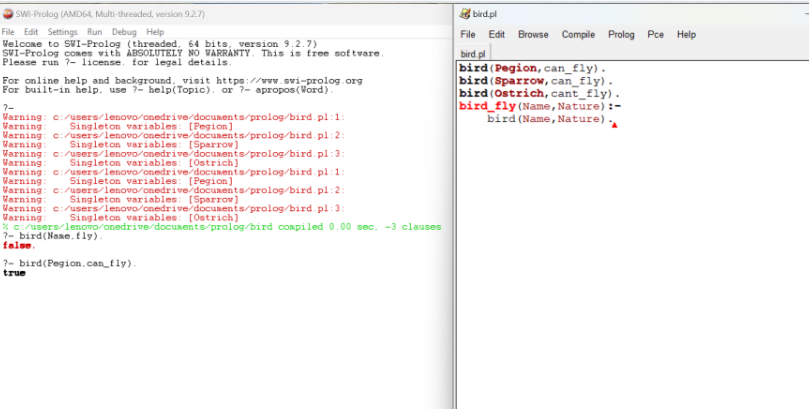 SWI-Prolog (AMD64, Multi-threaded, version 9.2.7)
File Edit Settings Run Debug Help
Welcome to SWI-Prolog (threaded, 64 bits, version 9.2.7)
SWI-Prolog comes with ABSOLUTELY NO WARRANTY. This is free software.
Please run ?- license. for legal details.
For online help and background, visit https://www.swi-prolog.org
For built-in help, use ?- help(Topic). or ?- apropos(Word).
?-
Warning: c:/users/lenovo/onedrive/documents/prolog/bird.pl:1:
Warning:    Singleton variables: [Pegion]
Warning: c:/users/lenovo/onedrive/documents/prolog/bird.pl:2:
Warning:    Singleton variables: [Sparrow]
Warning: c:/users/lenovo/onedrive/documents/prolog/bird.pl:3:
Warning:    Singleton variables: [Ostrich]
Warning: c:/users/lenovo/onedrive/documents/prolog/bird.pl:1:
Warning:    Singleton variables: [Pegion]
Warning: c:/users/lenovo/onedrive/documents/prolog/bird.pl:2:
Warning:    Singleton variables: [Sparrow]
Warning: c:/users/lenovo/onedrive/documents/prolog/bird.pl:3:
Warning:    Singleton variables: [Ostrich]
% c:/users/lenovo/onedrive/documents/prolog/bird compiled 0.00 sec, -3 clauses
?- bird(Name,fly).
false.
?- bird(Pegion,can_fly).
true
bird.pl
File Edit Browse Compile Prolog Pce Help
bird.pl
bird(Pegion,can_fly).
bird(Sparrow,can_fly).
bird(Ostrich,cant_fly).
bird_fly(Name,Nature):-
    bird(Name,Nature).